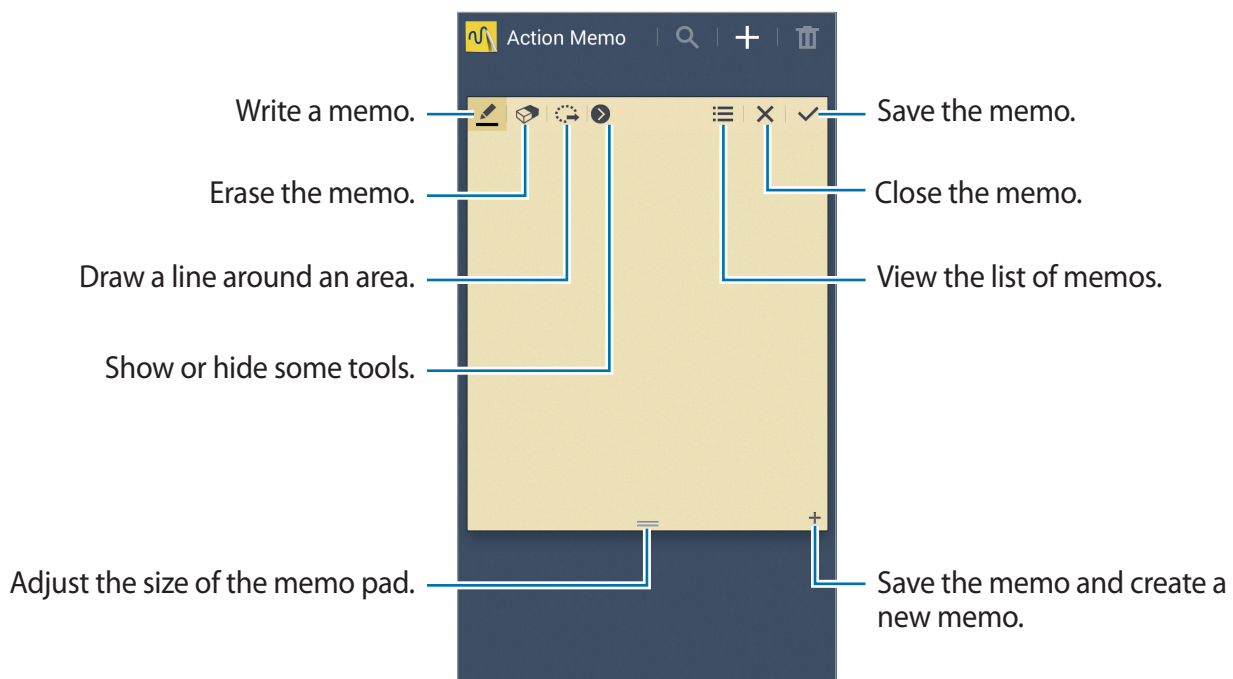 Action Memo
Write a memo.
Save the memo.
Erase the memo.
Close the memo.
Draw a line around an area.
View the list of memos.
Show or hide some tools.
Adjust the size of the memo pad.
Save the memo and create a
new memo.